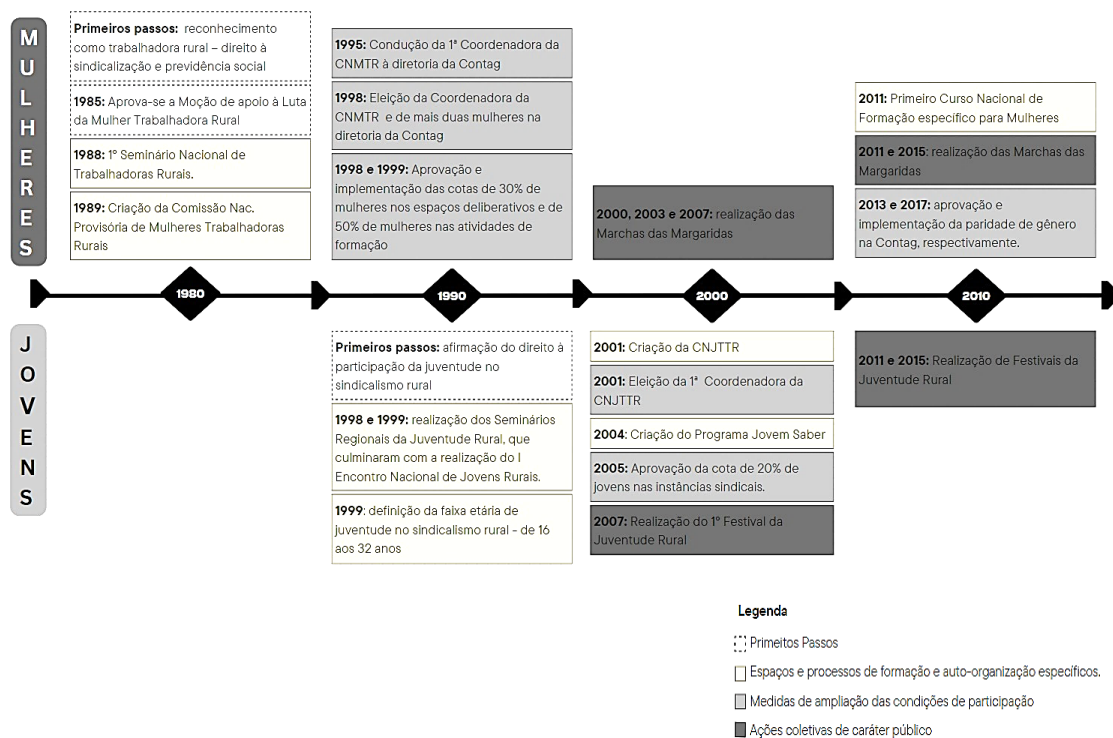 MULHERES
Primeiros passos: reconhecimento
como trabalhadora rural – direito à
sindicalização e previdência social
1985: Aprova-se a Moção de apoio à Luta
da Mulher Trabalhadora Rural
1988: 1º Seminário Nacional de
Trabalhadoras Rurais.
1989: Criação da Comissão Nac.
Provisória de Mulheres Trabalhadoras
Rurais
1995: Condução da 1ª Coordenadora da
CNMTR à diretoria da Contag
1998: Eleição da Coordenadora da
CNMTR e de mais duas mulheres na
diretoria da Contag
1998 e 1999: Aprovação e
implementação das cotas de 30% de
mulheres nos espaços deliberativos e de
50% de mulheres nas atividades de
formação
2000, 2003 e 2007: realização das
Marchas das Margaridas
2011: Primeiro Curso Nacional de
Formação específico para Mulheres
2011 e 2015: realização das Marchas das
Margaridas
2013 e 2017: aprovação e
implementação da paridade de gênero
na Contag, respectivamente.
1980
1990
2000
2010
JOVENS
Primeiros passos: afirmação do direito à
participação da juventude no
sindicalismo rural
1998 e 1999: realização dos Seminários
Regionais da Juventude Rural, que
culminaram com a realização do I
Encontro Nacional de Jovens Rurais.
1999: definição da faixa etária de
juventude no sindicalismo rural - de 16
aos 32 anos
2001: Criação da CNJTTR
2001: Eleição da 1ª Coordenadora da
CNJTTR
2004: Criação do Programa Jovem Saber
2005: Aprovação da cota de 20% de
jovens nas instâncias sindicais.
2007: Realização do 1º Festival da
Juventude Rural
2011 e 2015: Realização de Festivais da
Juventude Rural
Legenda
Primeitos Passos
Espaços e processos de formação e auto-organização específicos.
Medidas de ampliação das condições de participação
Ações coletivas de caráter público